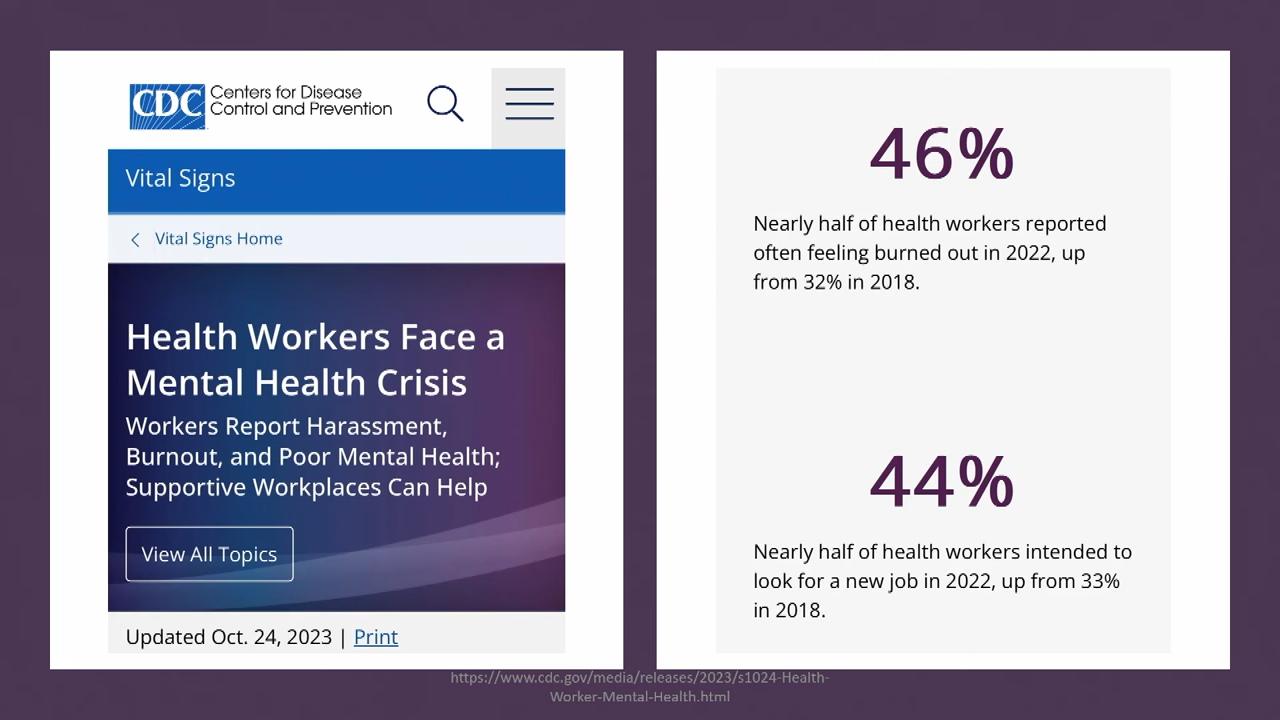 CDC Centers for Disease
Control and Prevention
Vital Signs
Vital Signs Home
Health Workers Face a
Mental Health Crisis
Workers Report Harassment,
Burnout, and Poor Mental Health;
Supportive Workplaces Can Help
View All Topics
Updated Oct. 24, 2023 | Print
46%
Nearly half of health workers reported
often feeling burned out in 2022, up
from 32% in 2018.
44%
Nearly half of health workers intended to
look for a new job in 2022, up from 33%
in 2018.
https://www.cdc.gov/media/releases/2023/s1024-Health-
Worker-Mental-Health.html